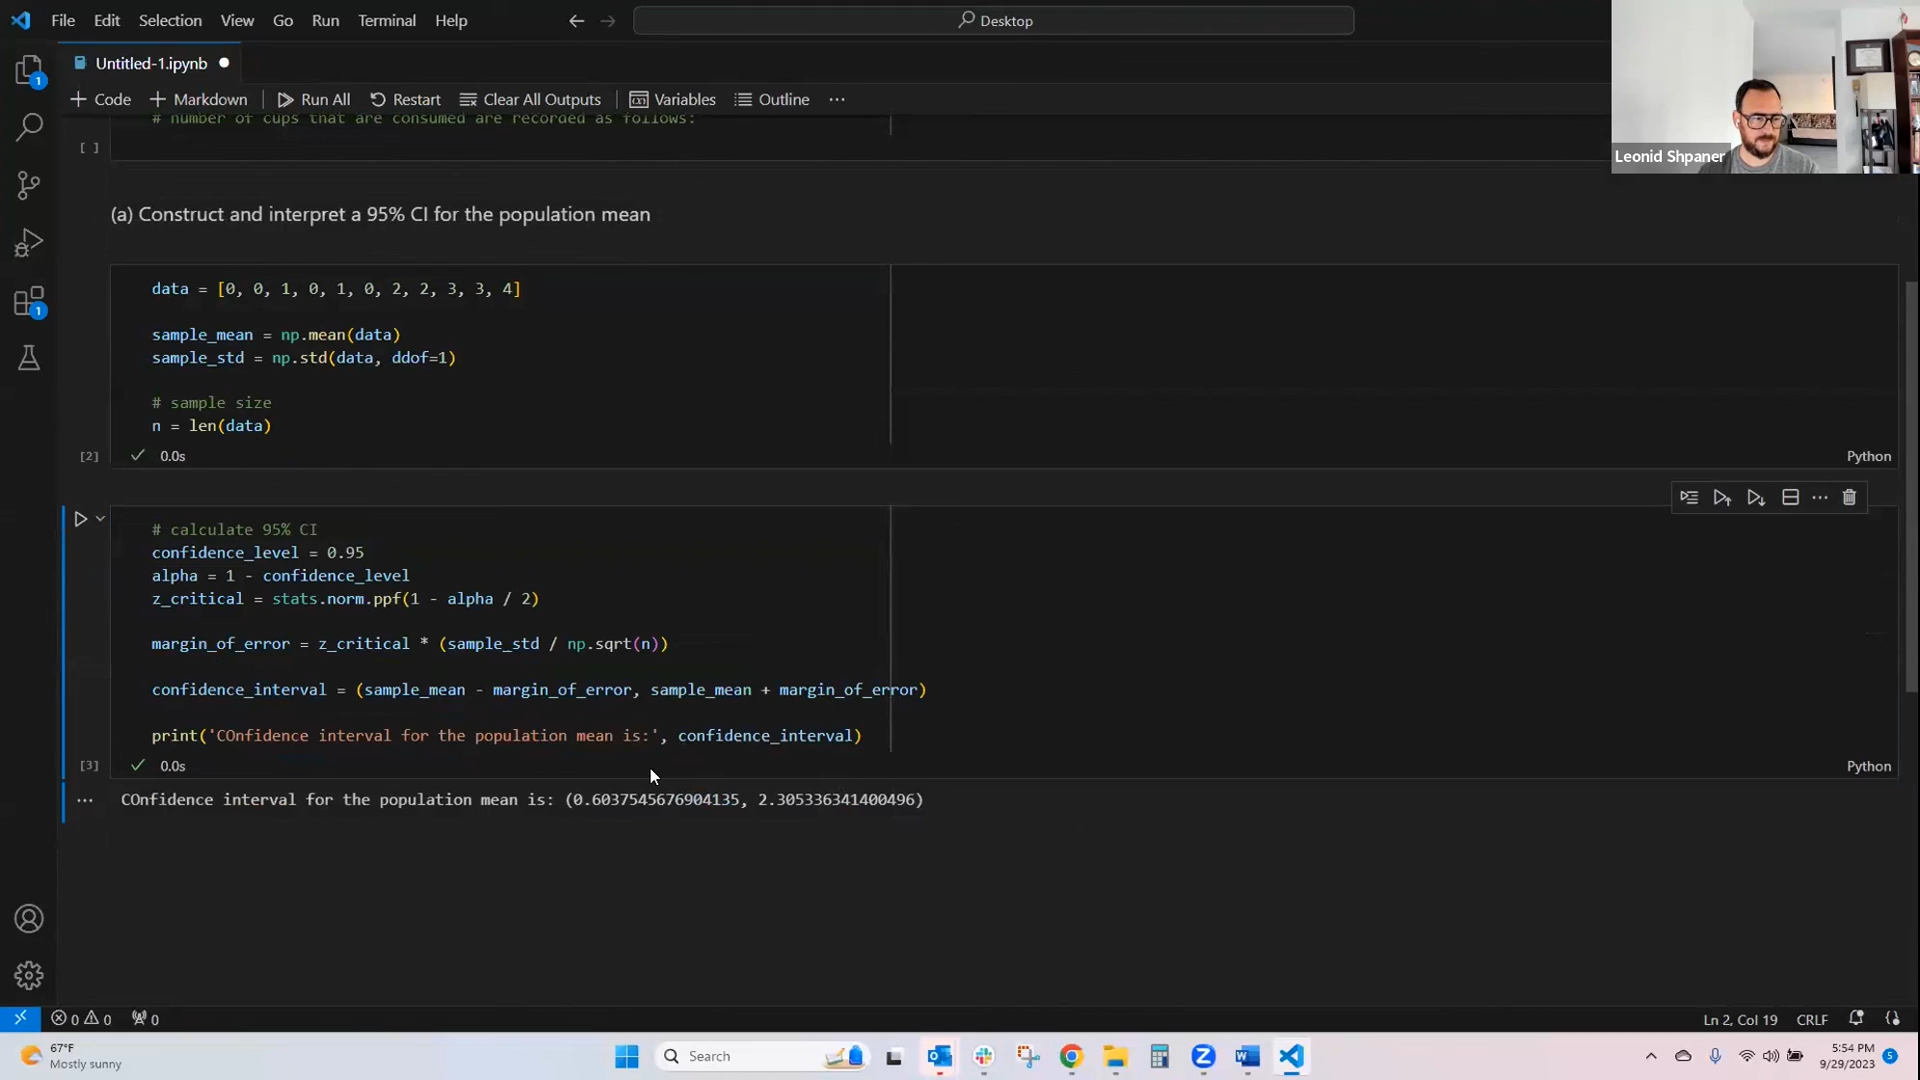 File Edit Selection View Go Run Terminal Help
Desktop
Untitled-1.ipynb
Code Markdown Run All Restart Clear All Outputs Variables Outline ...
Leonid Shpaner
1
1
# number of cups that are consumed are recorded as follows:
[ ]
(a) Construct and interpret a 95% CI for the population mean
data = [0, 0, 1, 0, 1, 0, 2, 2, 3, 3, 4]
sample_mean = np.mean(data)
sample_std = np.std(data, ddof=1)
# sample size
n = len(data)
[2] 0.0s Python
# calculate 95% CI
confidence_level = 0.95
alpha = 1 - confidence_level
z_critical = stats.norm.ppf(1 - alpha / 2)
margin_of_error = z_critical * (sample_std / np.sqrt(n))
confidence_interval = (sample_mean - margin_of_error, sample_mean + margin_of_error)
print('COnfidence interval for the population mean is:', confidence_interval)
[3] 0.0s Python
... COnfidence interval for the population mean is: (0.6037545676904135, 2.305336341400496)
0 0 0 Ln 2, Col 19 CRLF
67°F
Mostly sunny
Search
5:54 PM
9/29/2023
5